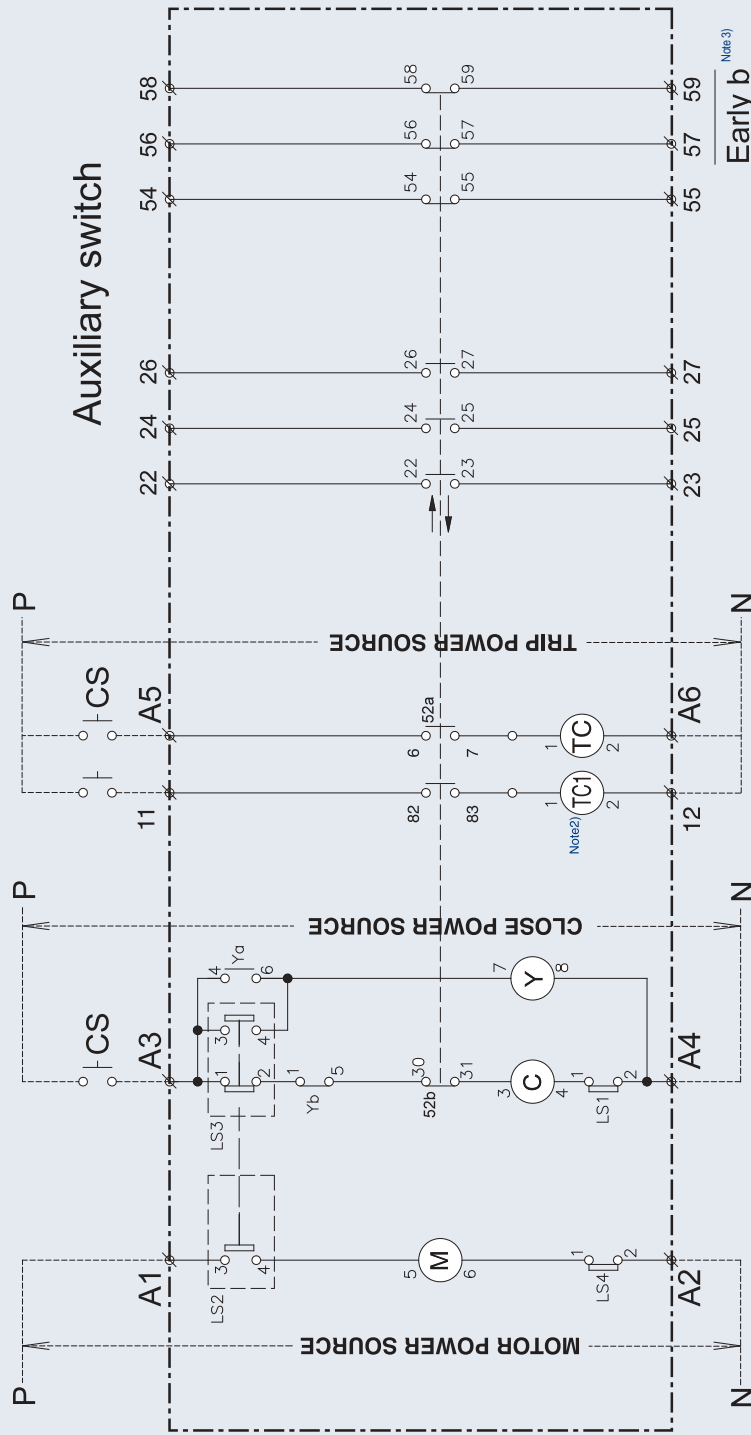 Auxiliary switch
P
P
P
CS
CS
A1
A3
11
A5
22
24
26
54
56
58
LS2
3
4
LS3
1
2
3
4
4
Ya
6
1
Yb
5
MOTOR POWER SOURCE
CLOSE POWER SOURCE
TRIP POWER SOURCE
5
M
6
30
52b
31
82
83
6
52a
7
22
23
24
25
26
27
54
55
56
57
58
59
3
C
4
7
Y
8
Note2)
1
TC1
2
1
TC
2
LS4
1
2
LS1
1
2
A2
A4
12
A6
23
25
27
55
57
59
N
N
N
Early b Note 3)